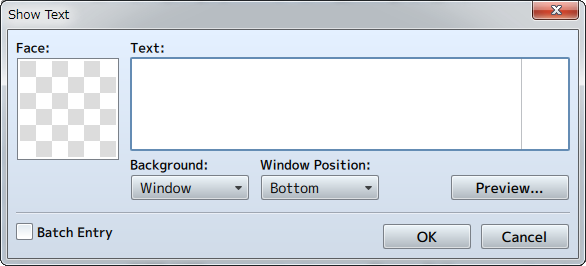 Show Text
Face:
Text:
Background:
Window Position:
Window
Bottom
Preview...
Batch Entry
OK
Cancel